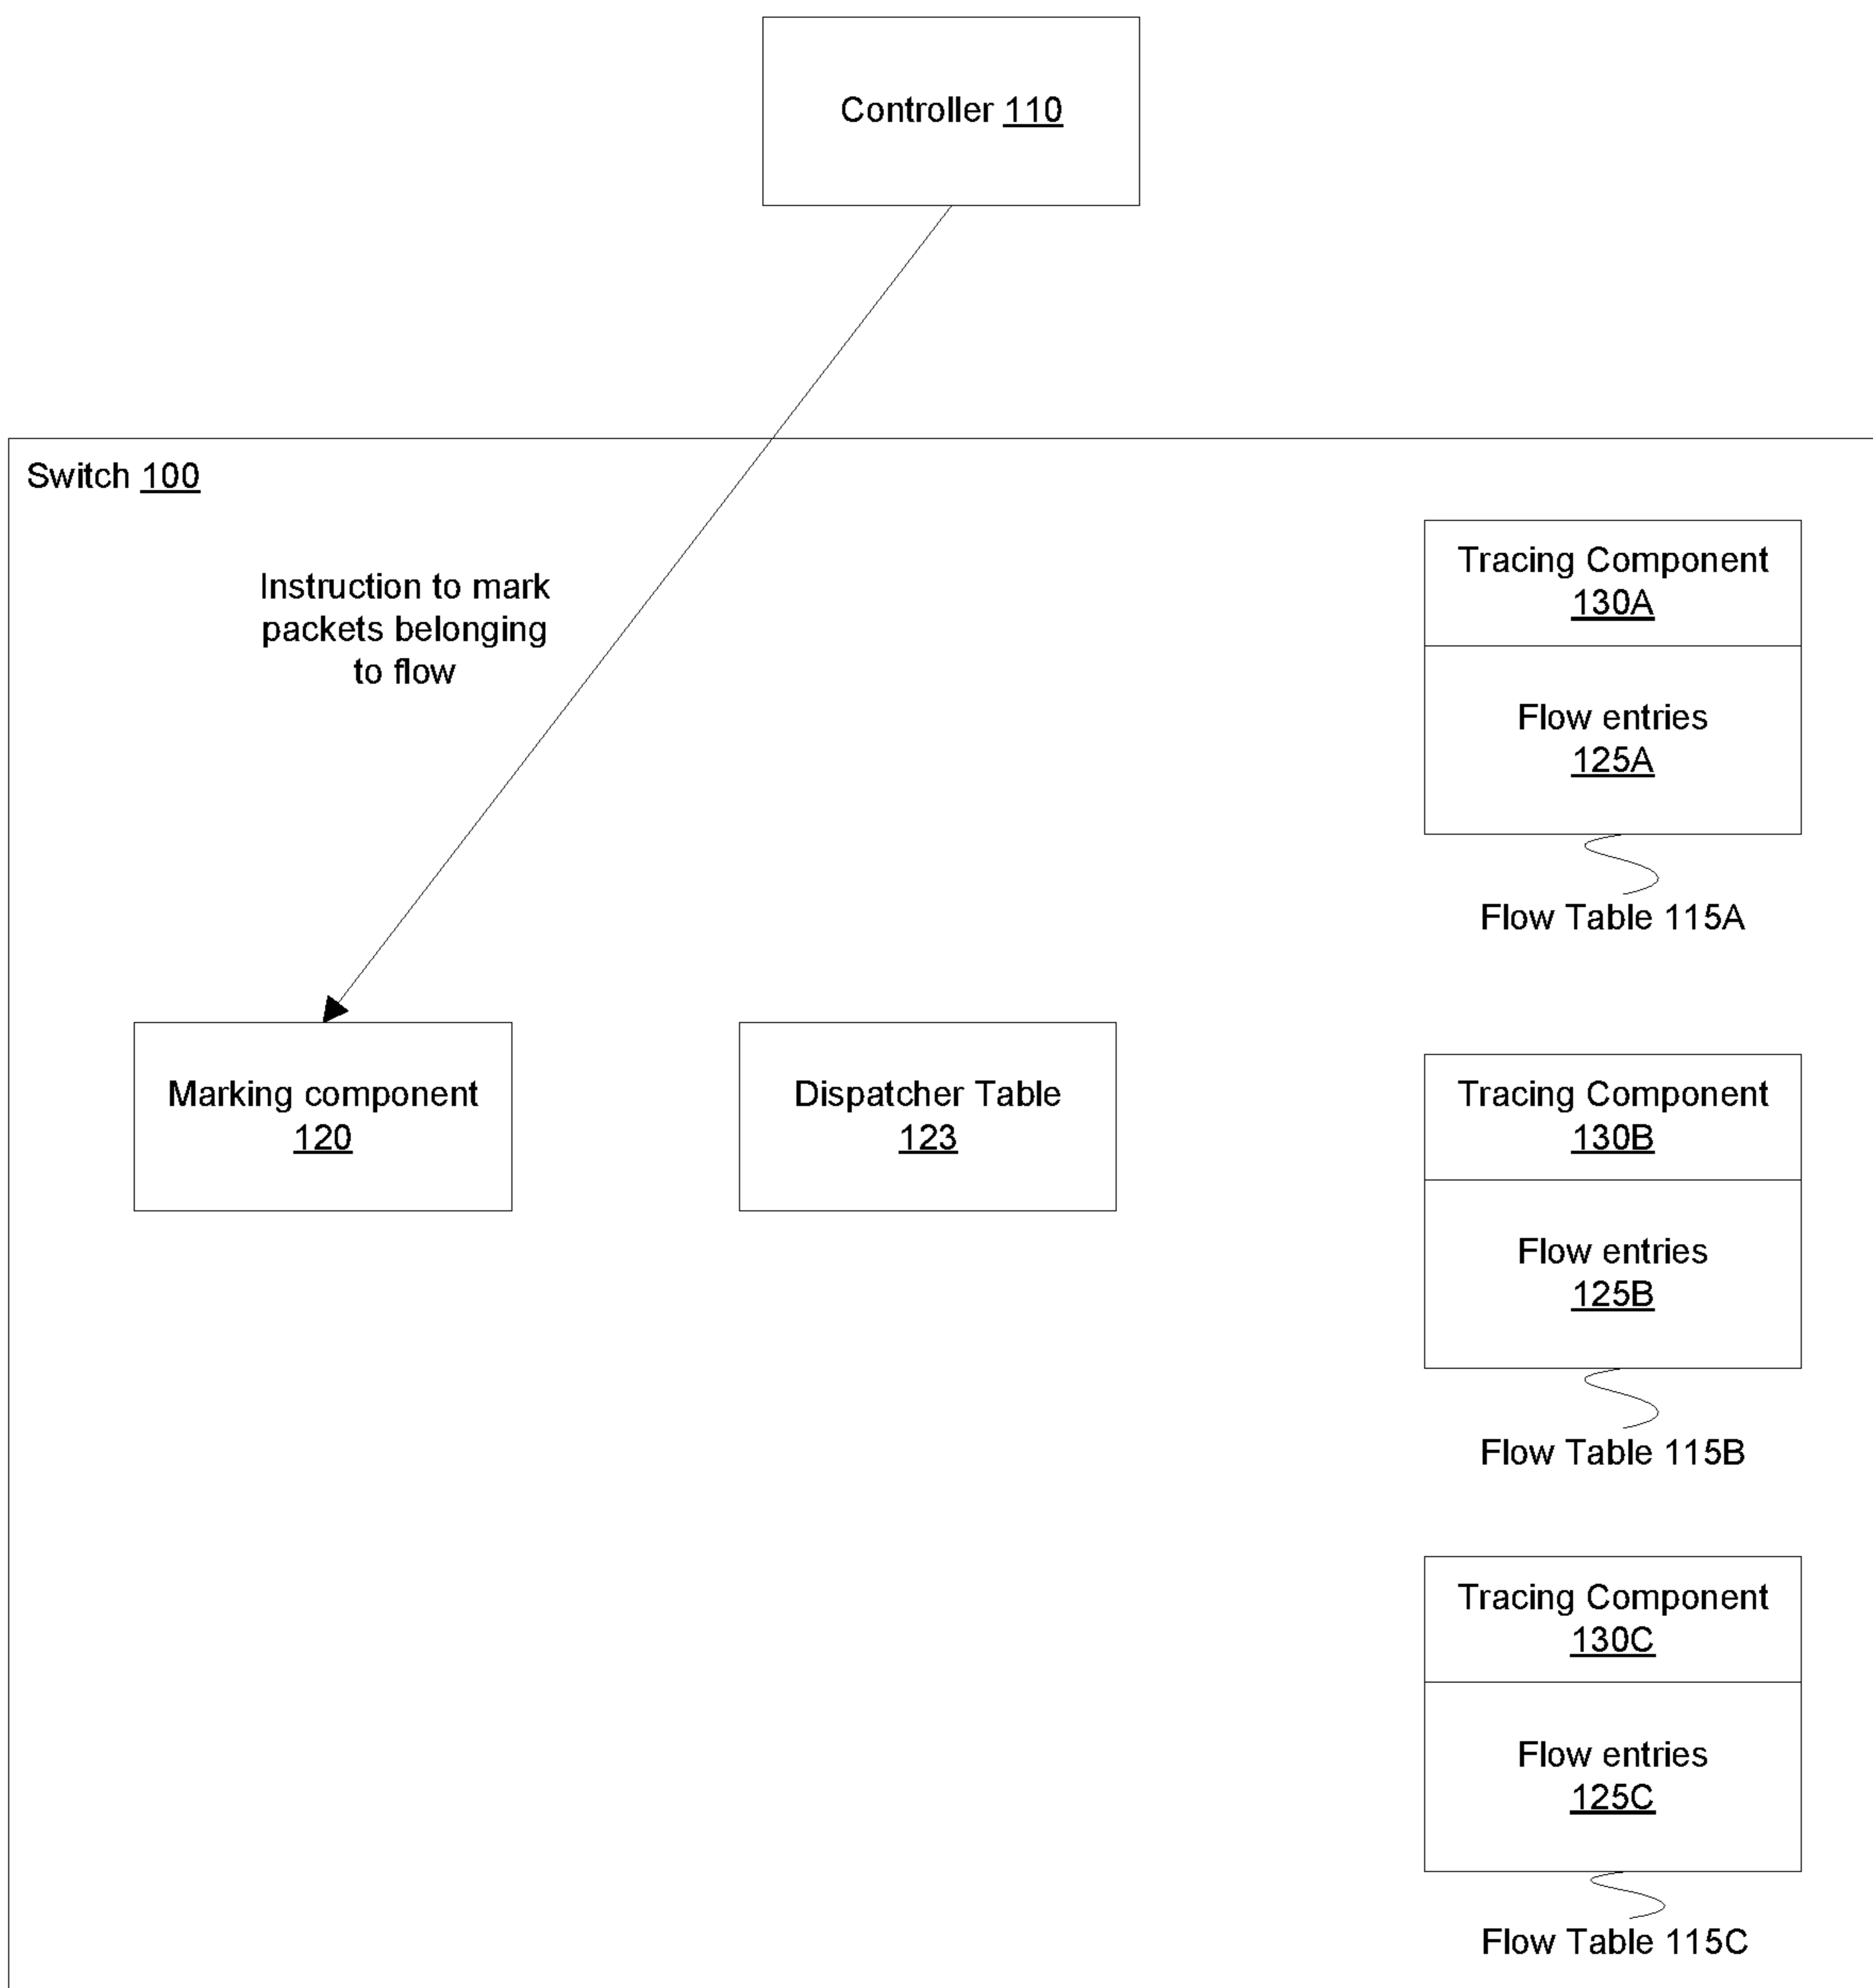 Controller 110
Switch 100
Instruction to mark
packets belonging
to flow
Tracing Component
130A
Flow entries
125A
Flow Table 115A
Marking component
120
Dispatcher Table
123
Tracing Component
130B
Flow entries
125B
Flow Table 115B
Tracing Component
130C
Flow entries
125C
Flow Table 115C